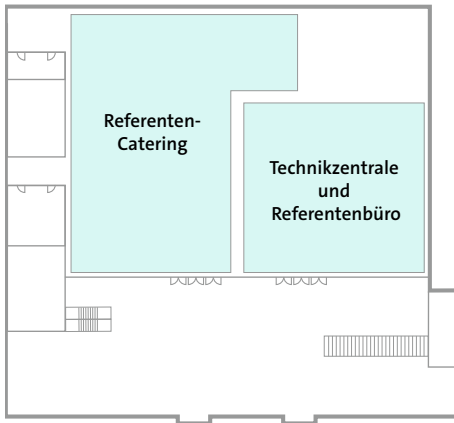 Referenten-
Catering
Technikzentrale
und
Referentenbüro